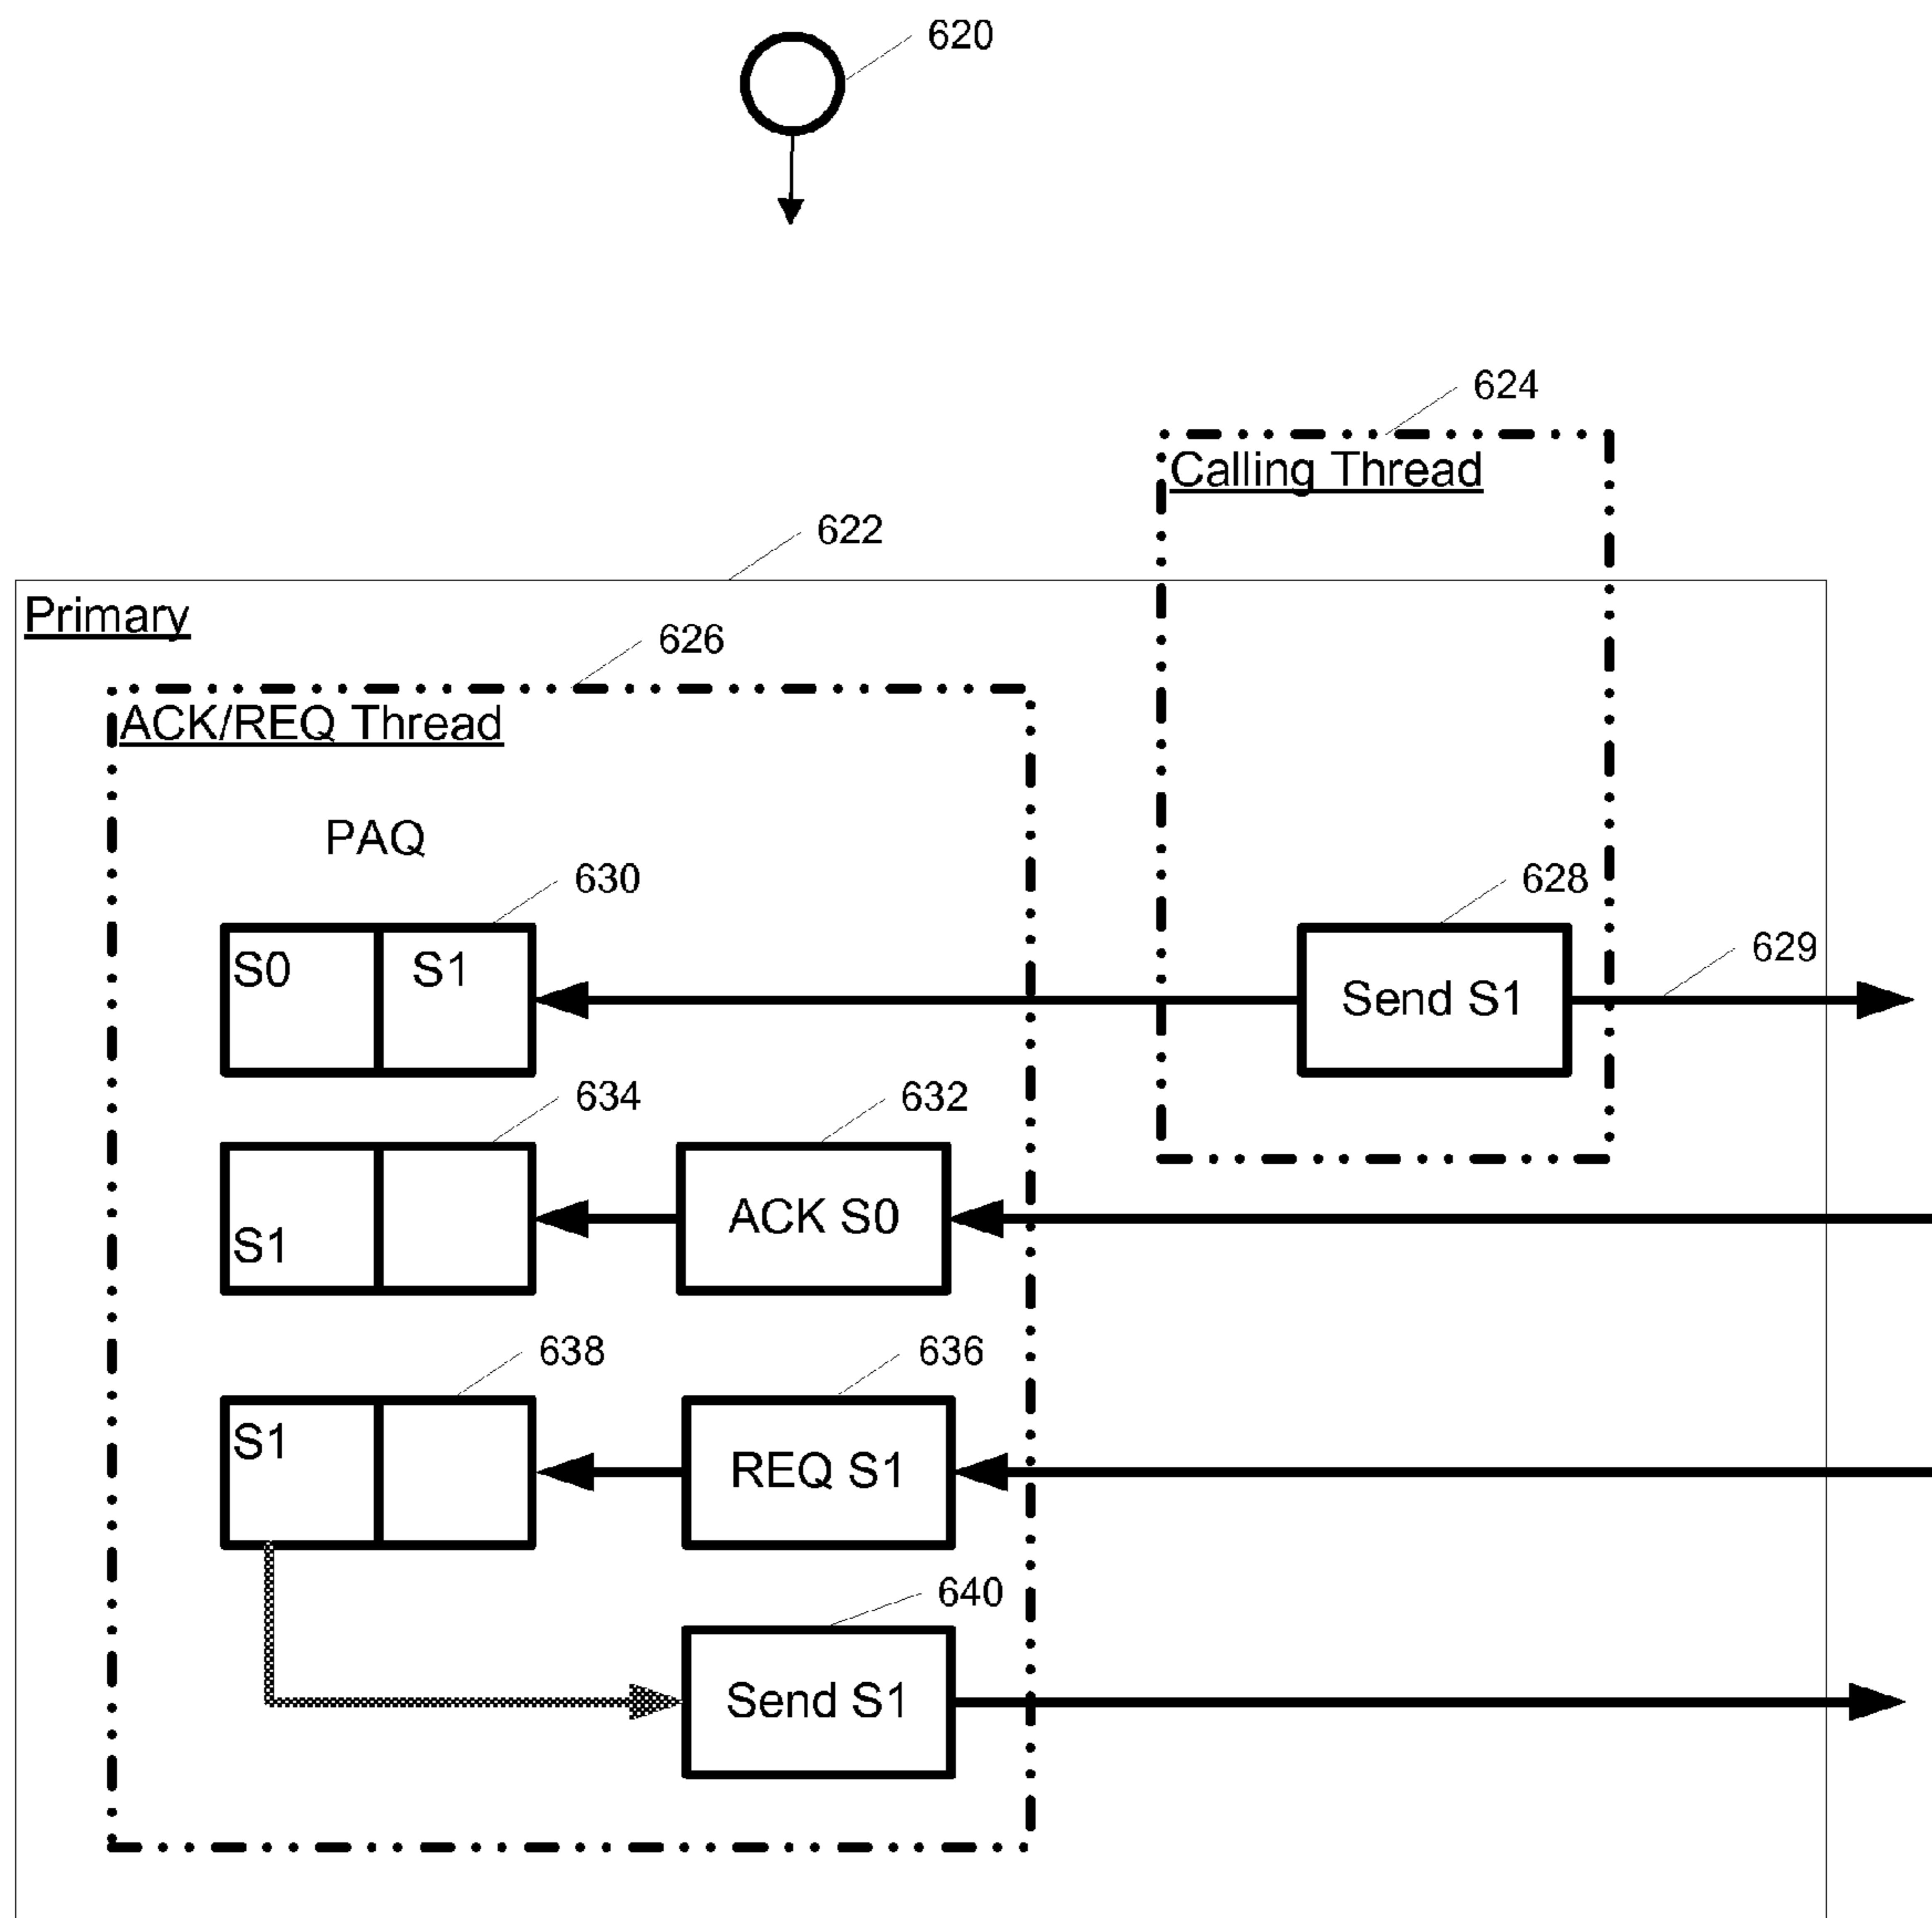 620
624
Calling Thread
622
Primary
626
ACK/REQ Thread
PAQ
630
628
629
S0 S1
Send S1
634
632
S1
ACK S0
638
636
S1
REQ S1
640
Send S1